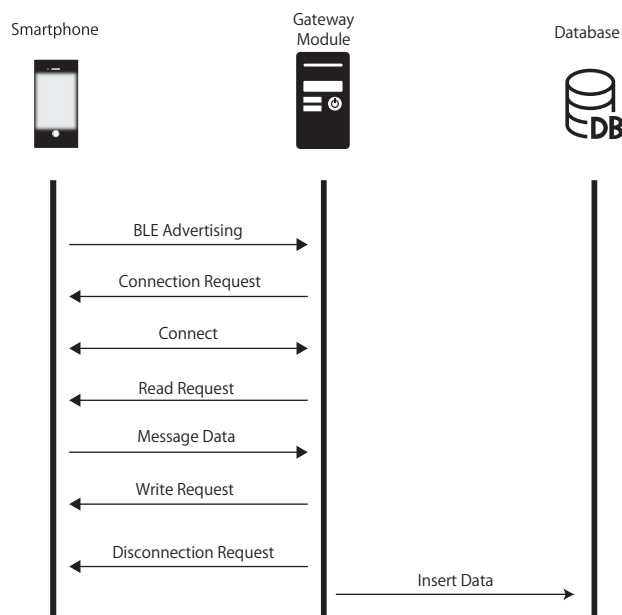 Smartphone
Gateway
Module
Database
DB
BLE Advertising
Connection Request
Connect
Read Request
Message Data
Write Request
Disconnection Request
Insert Data